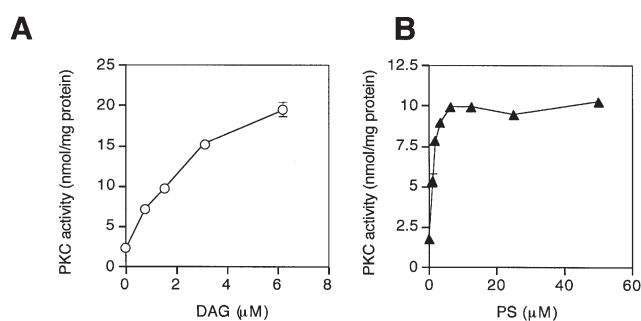 A
B
PKC activity (nmol/mg protein)
25
20
15
10
5
0
0 2 4 6 8
DAG (μM)
PKC activity (nmol/mg protein)
12.5
10
7.5
5
2.5
0
0 20 40 60
PS (μM)